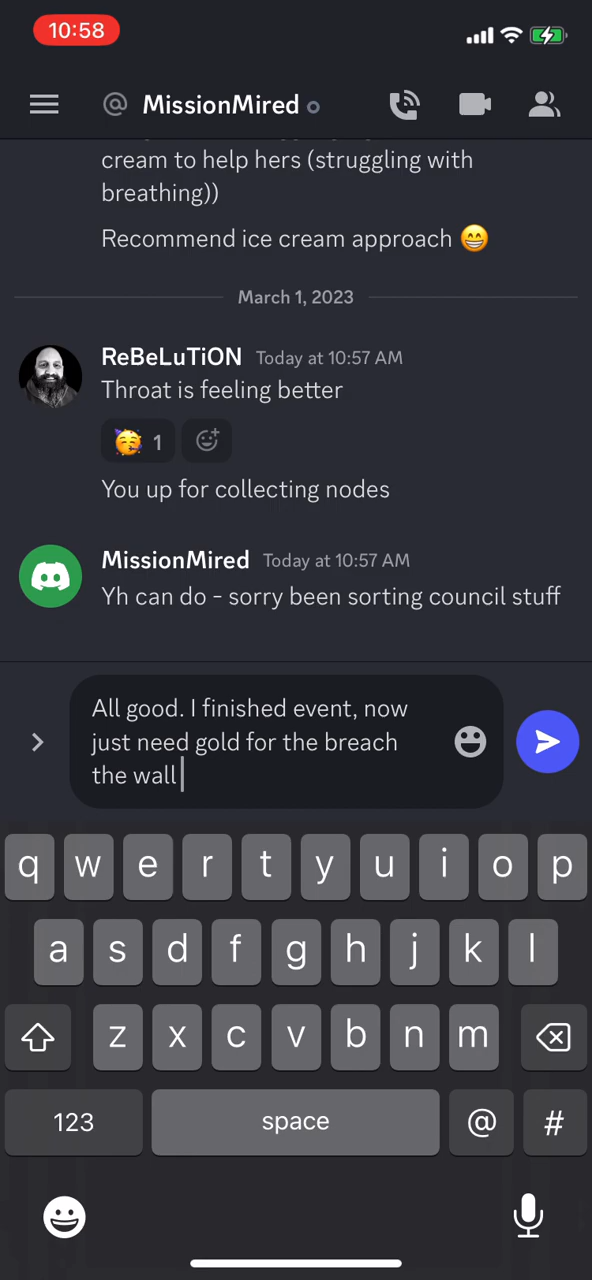 10:58
@ MissionMired
cream to help hers (struggling with
breathing))
Recommend ice cream approach 😁
March 1, 2023
ReBeLuTiON Today at 10:57 AM
Throat is feeling better
🥳 1
You up for collecting nodes
MissionMired Today at 10:57 AM
Yh can do - sorry been sorting council stuff
All good. I finished event, now
just need gold for the breach
the wall
q w e r t y u i o p
a s d f g h j k l
z x c v b n m
123 space @ #